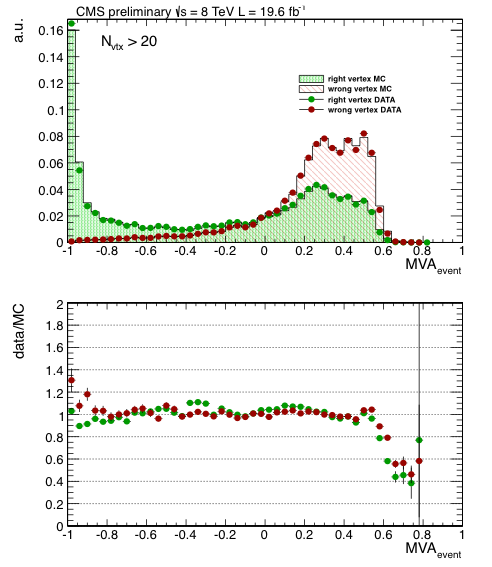 CMS preliminary √s = 8 TeV L = 19.6 fb⁻¹
a.u.
N_vtx > 20
right vertex MC
wrong vertex MC
right vertex DATA
wrong vertex DATA
0.16
0.14
0.12
0.1
0.08
0.06
0.04
0.02
0
-1 -0.8 -0.6 -0.4 -0.2 0 0.2 0.4 0.6 0.8 1
MVA_event
data/MC
2
1.8
1.6
1.4
1.2
1
0.8
0.6
0.4
0.2
0
-1 -0.8 -0.6 -0.4 -0.2 0 0.2 0.4 0.6 0.8 1
MVA_event